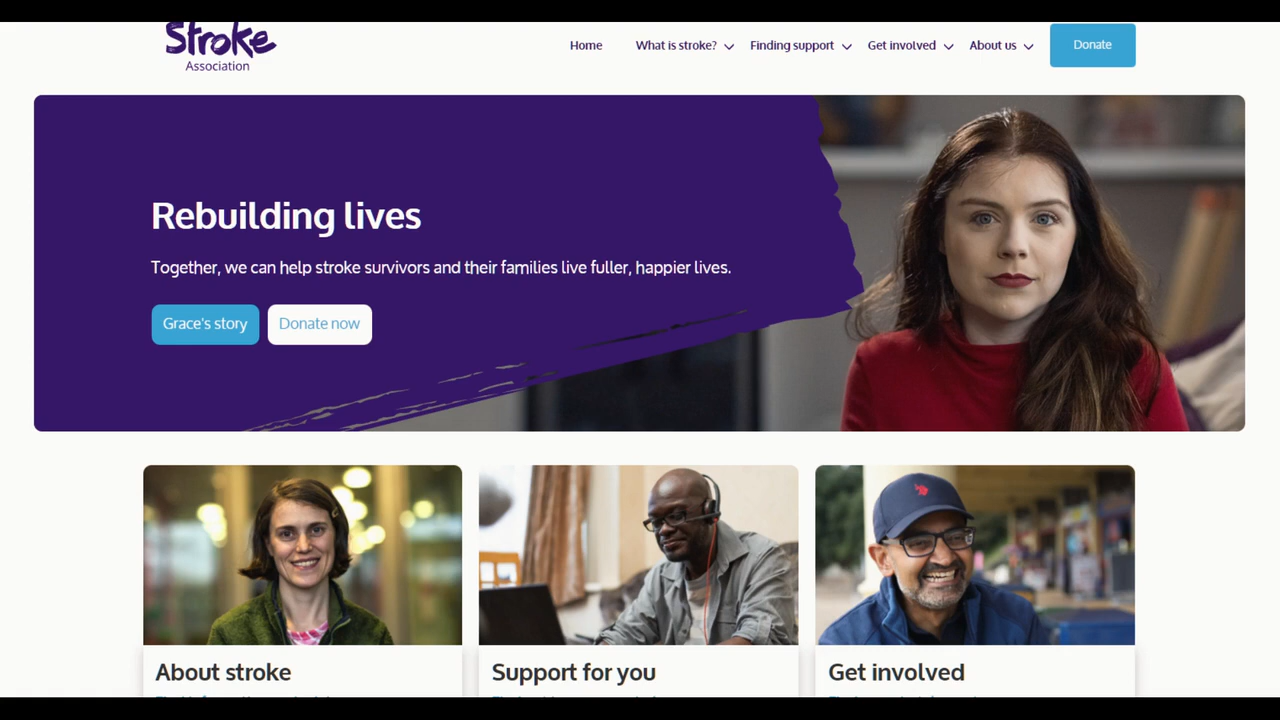 Stroke
Association
Home
What is stroke?
Finding support
Get involved
About us
Donate
Rebuilding lives
Together, we can help stroke survivors and their families live fuller, happier lives.
Grace's story
Donate now
About stroke
Support for you
Get involved